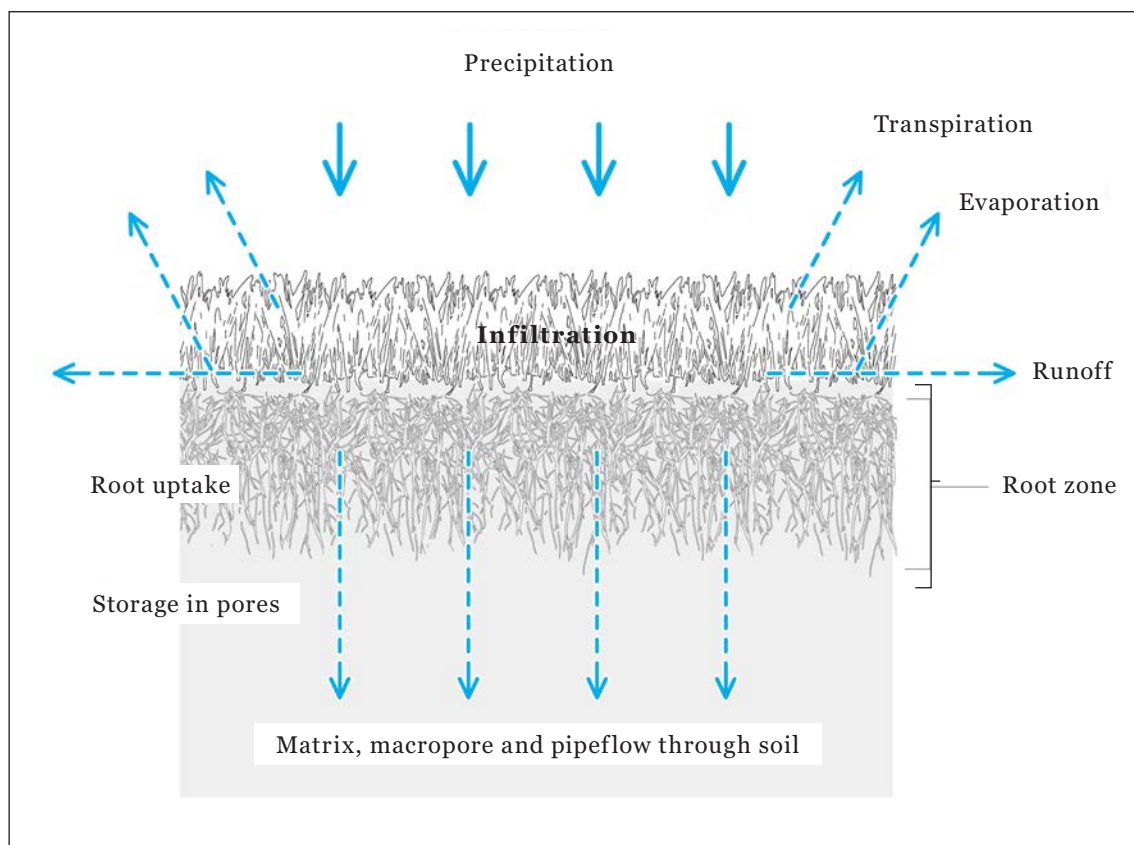 Precipitation
Transpiration
Evaporation
Infiltration
Runoff
Root uptake
Root zone
Storage in pores
Matrix, macropore and pipeflow through soil